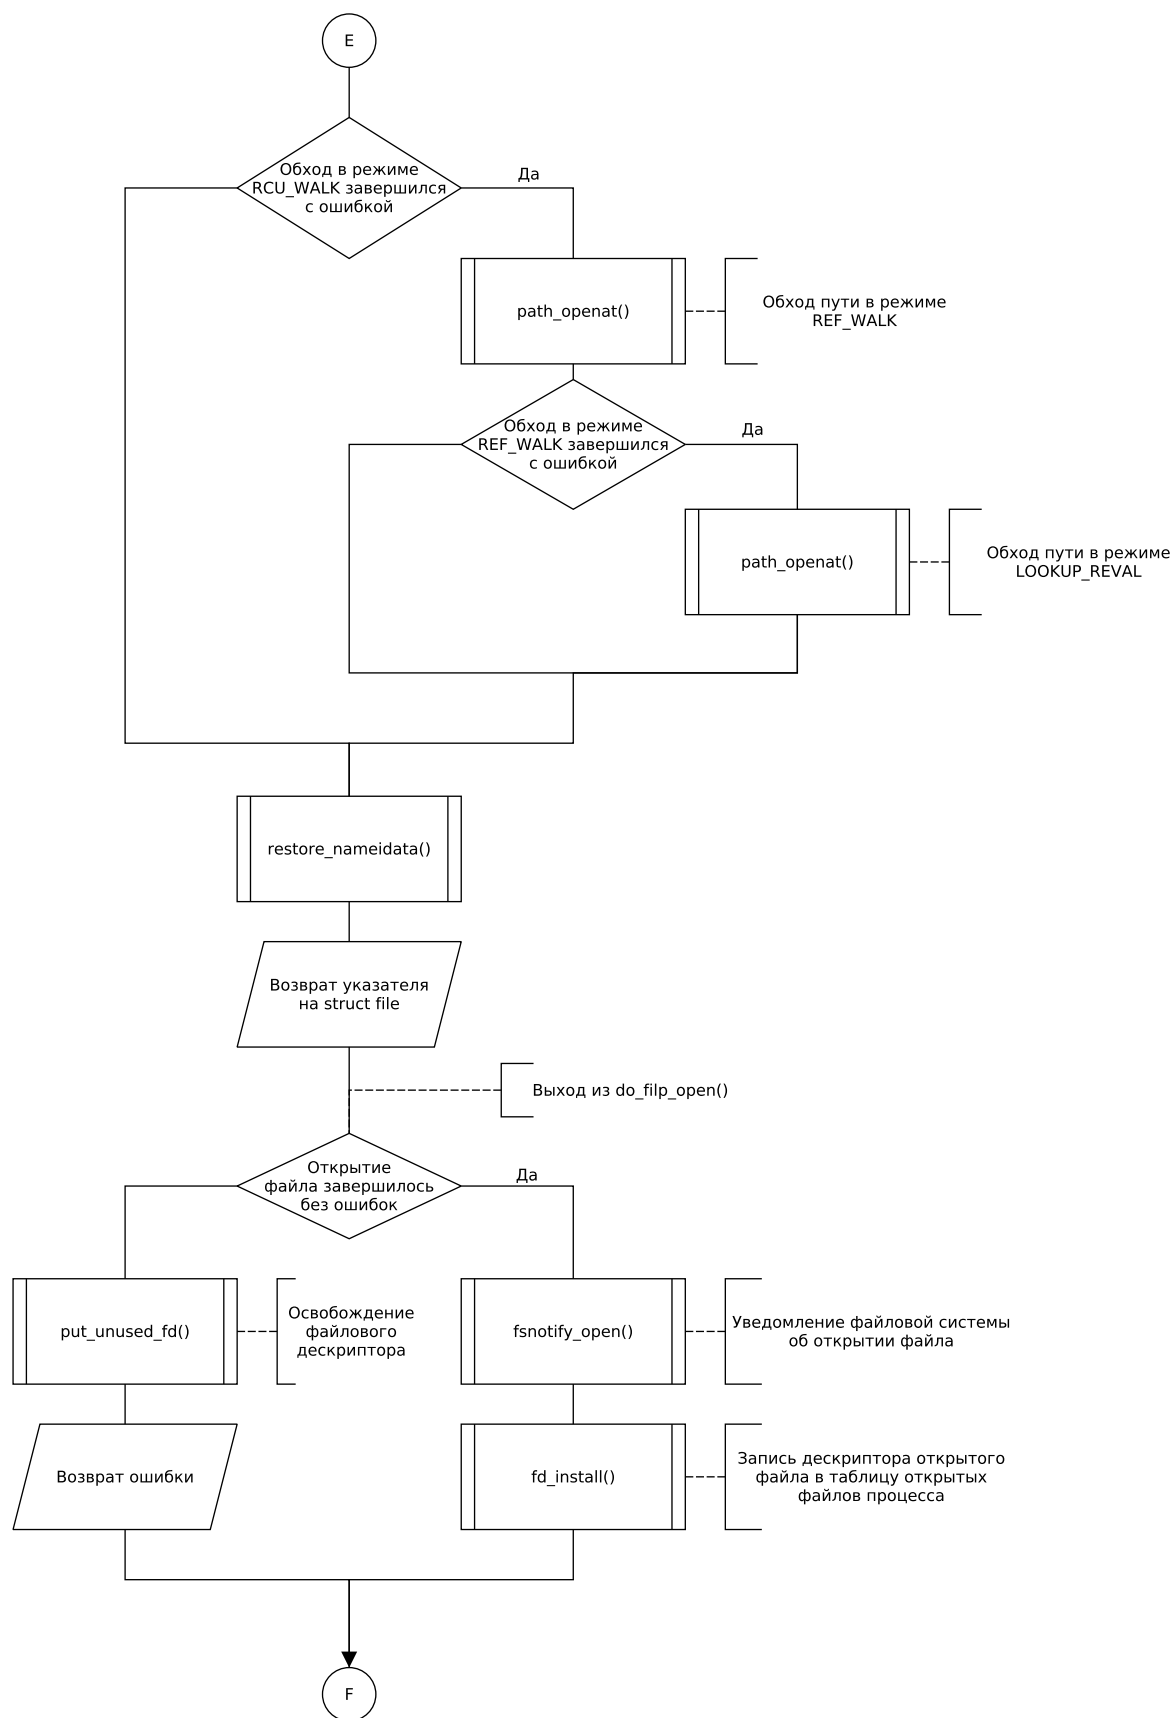 E
Обход в режиме
RCU_WALK завершился
с ошибкой
Да
path_openat()
Обход пути в режиме
REF_WALK
Обход в режиме
REF_WALK завершился
с ошибкой
Да
path_openat()
Обход пути в режиме
LOOKUP_REVAL
restore_nameidata()
Возврат указателя
на struct file
Выход из do_filp_open()
Открытие
файла завершилось
без ошибок
Да
put_unused_fd()
Освобождение
файлового
дескриптора
fsnotify_open()
Уведомление файловой системы
об открытии файла
Возврат ошибки
fd_install()
Запись дескриптора открытого
файла в таблицу открытых
файлов процесса
F